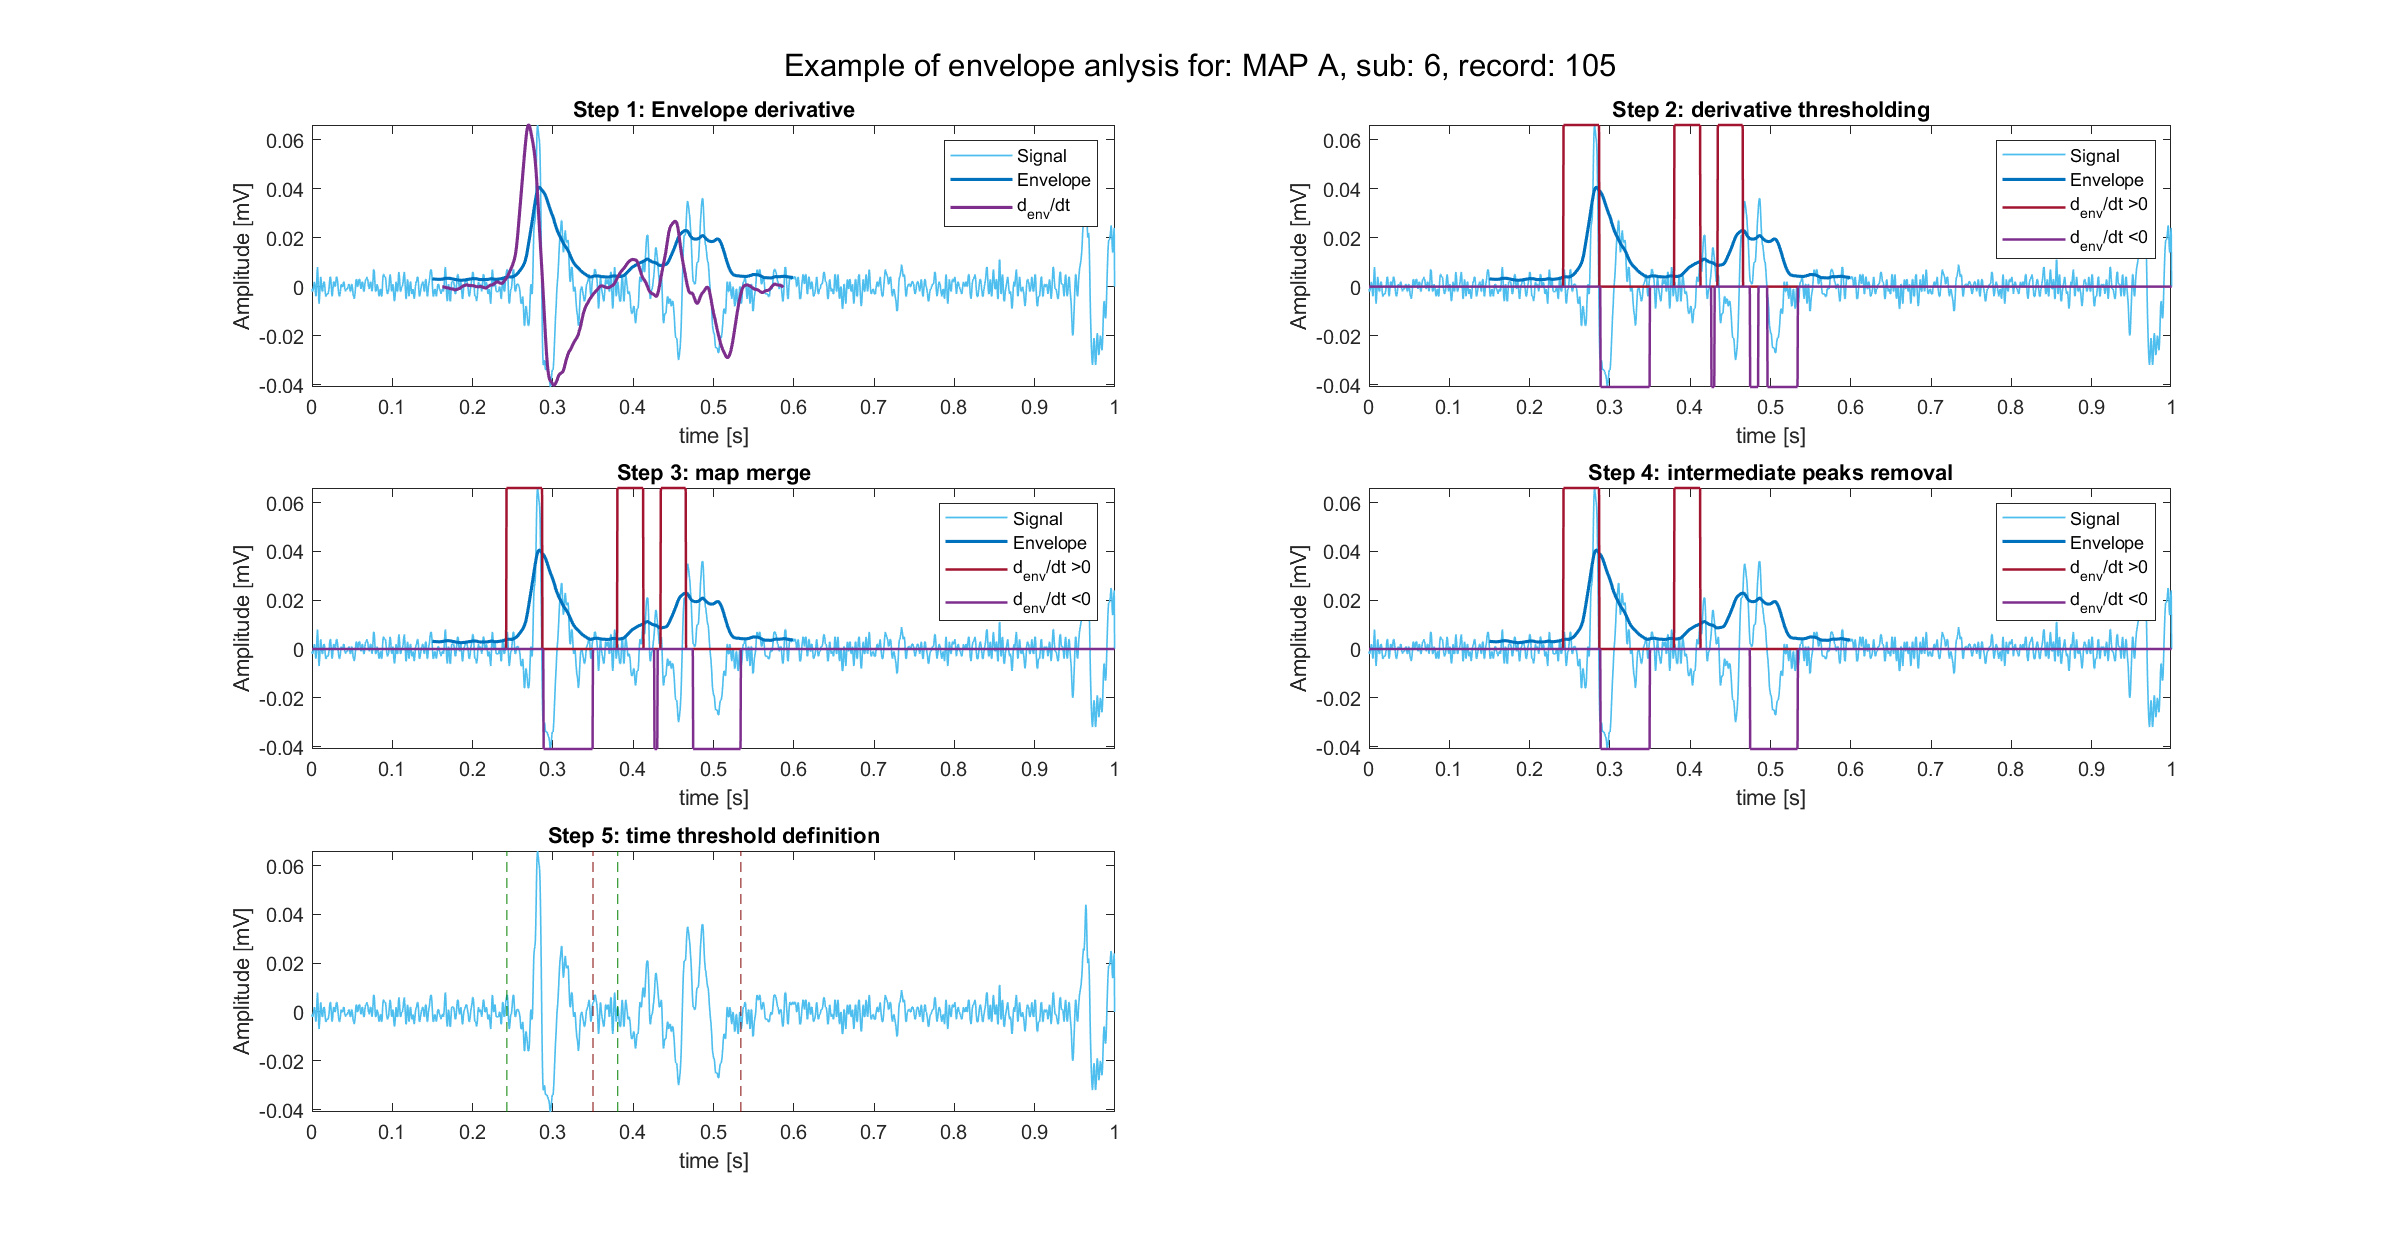 Example of envelope anlysis for: MAP A, sub: 6, record: 105
Step 1: Envelope derivative
0.06
0.04
0.02
0
-0.02
-0.04
Amplitude [mV]
Signal
Envelope
d_env/dt
0 0.1 0.2 0.3 0.4 0.5 0.6 0.7 0.8 0.9 1
time [s]
Step 2: derivative thresholding
0.06
0.04
0.02
0
-0.02
-0.04
Amplitude [mV]
Signal
Envelope
d_env/dt >0
d_env/dt <0
0 0.1 0.2 0.3 0.4 0.5 0.6 0.7 0.8 0.9 1
time [s]
Step 3: map merge
0.06
0.04
0.02
0
-0.02
-0.04
Amplitude [mV]
Signal
Envelope
d_env/dt >0
d_env/dt <0
0 0.1 0.2 0.3 0.4 0.5 0.6 0.7 0.8 0.9 1
time [s]
Step 4: intermediate peaks removal
0.06
0.04
0.02
0
-0.02
-0.04
Amplitude [mV]
Signal
Envelope
d_env/dt >0
d_env/dt <0
0 0.1 0.2 0.3 0.4 0.5 0.6 0.7 0.8 0.9 1
time [s]
Step 5: time threshold definition
0.06
0.04
0.02
0
-0.02
-0.04
Amplitude [mV]
0 0.1 0.2 0.3 0.4 0.5 0.6 0.7 0.8 0.9 1
time [s]